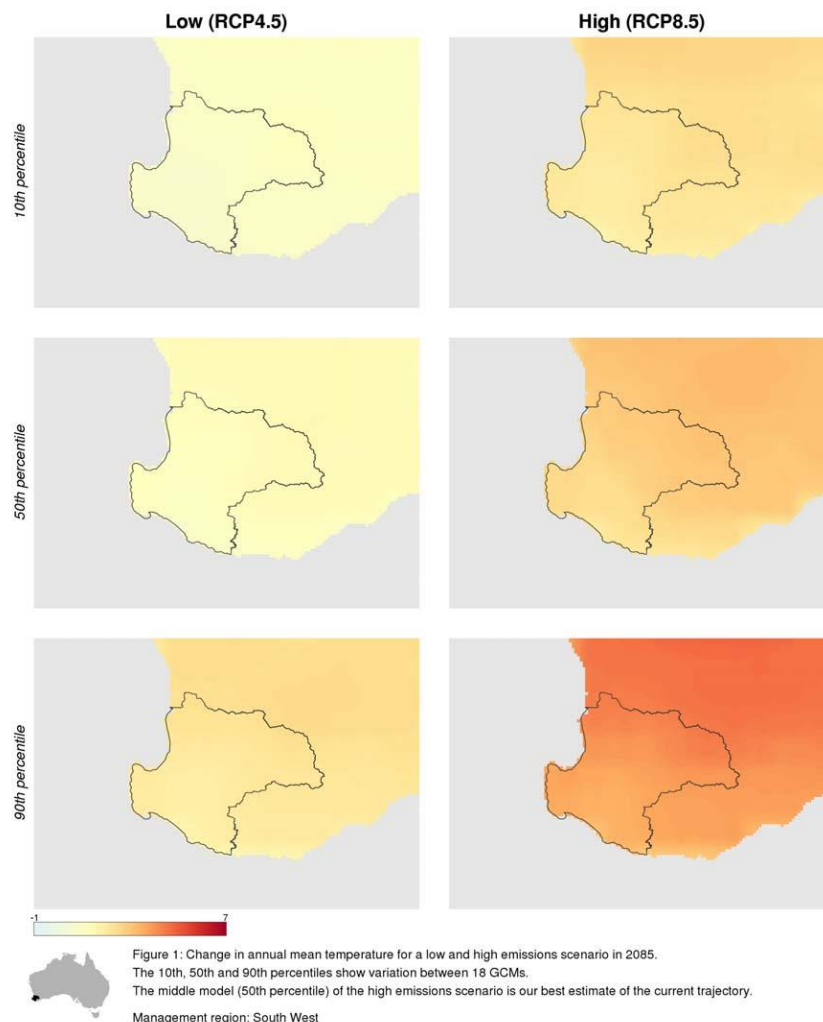 Low (RCP4.5)
High (RCP8.5)
10th percentile
50th percentile
90th percentile
-1
7
Figure 1: Change in annual mean temperature for a low and high emissions scenario in 2085.
The 10th, 50th and 90th percentiles show variation between 18 GCMs.
The middle model (50th percentile) of the high emissions scenario is our best estimate of the current trajectory.
Management region: South West